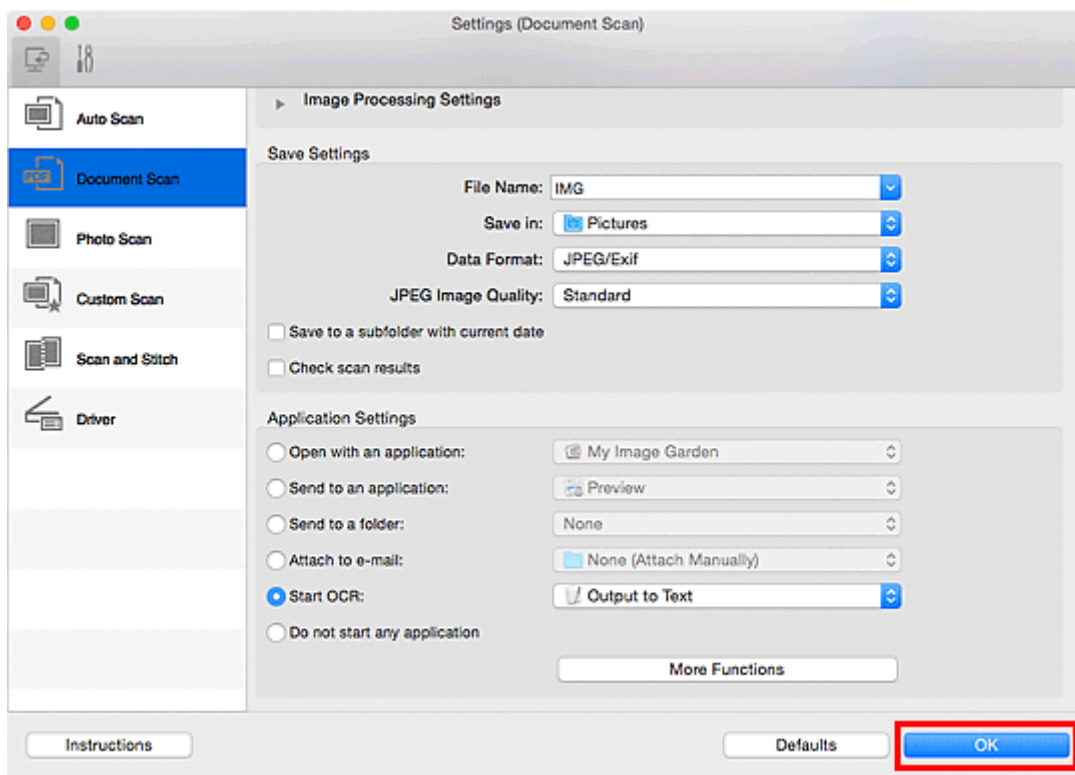 Settings (Document Scan)
Auto Scan
PDF
Document Scan
Photo Scan
Custom Scan
Scan and Stitch
Driver
Image Processing Settings
Save Settings
File Name: IMG
Save in: Pictures
Data Format: JPEG/Exif
JPEG Image Quality: Standard
Save to a subfolder with current date
Check scan results
Application Settings
Open with an application: My Image Garden
Send to an application: Preview
Send to a folder: None
Attach to e-mail: None (Attach Manually)
Start OCR: Output to Text
Do not start any application
More Functions
Instructions Defaults OK